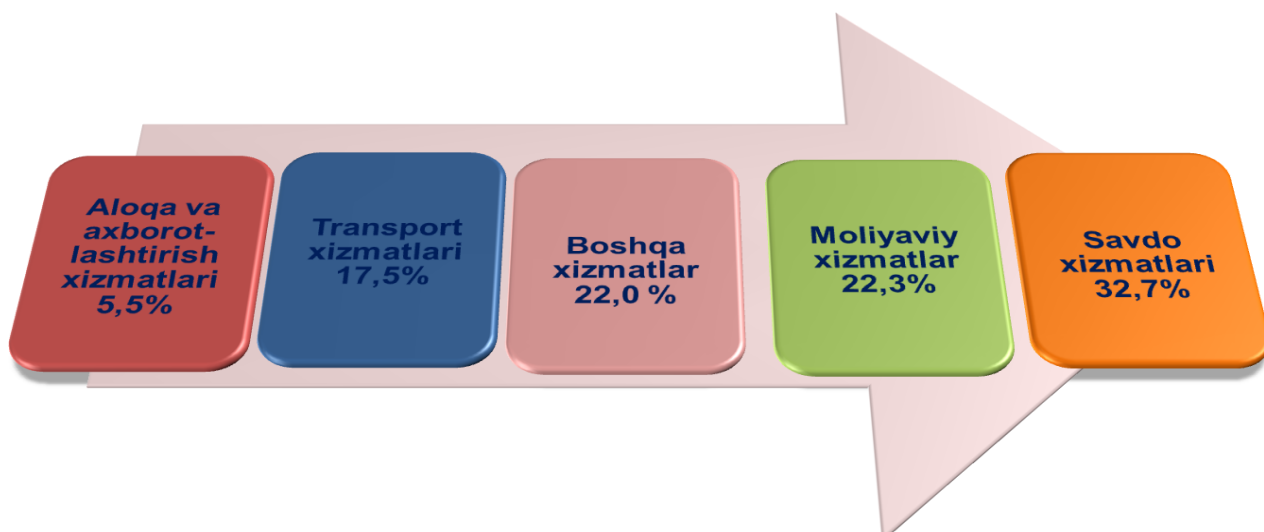 Aloqa va
axborot-
lashtirish
xizmatlari
5,5%
Transport
xizmatlari
17,5%
Boshqa
xizmatlar
22,0 %
Moliyaviy
xizmatlar
22,3%
Savdo
xizmatlari
32,7%